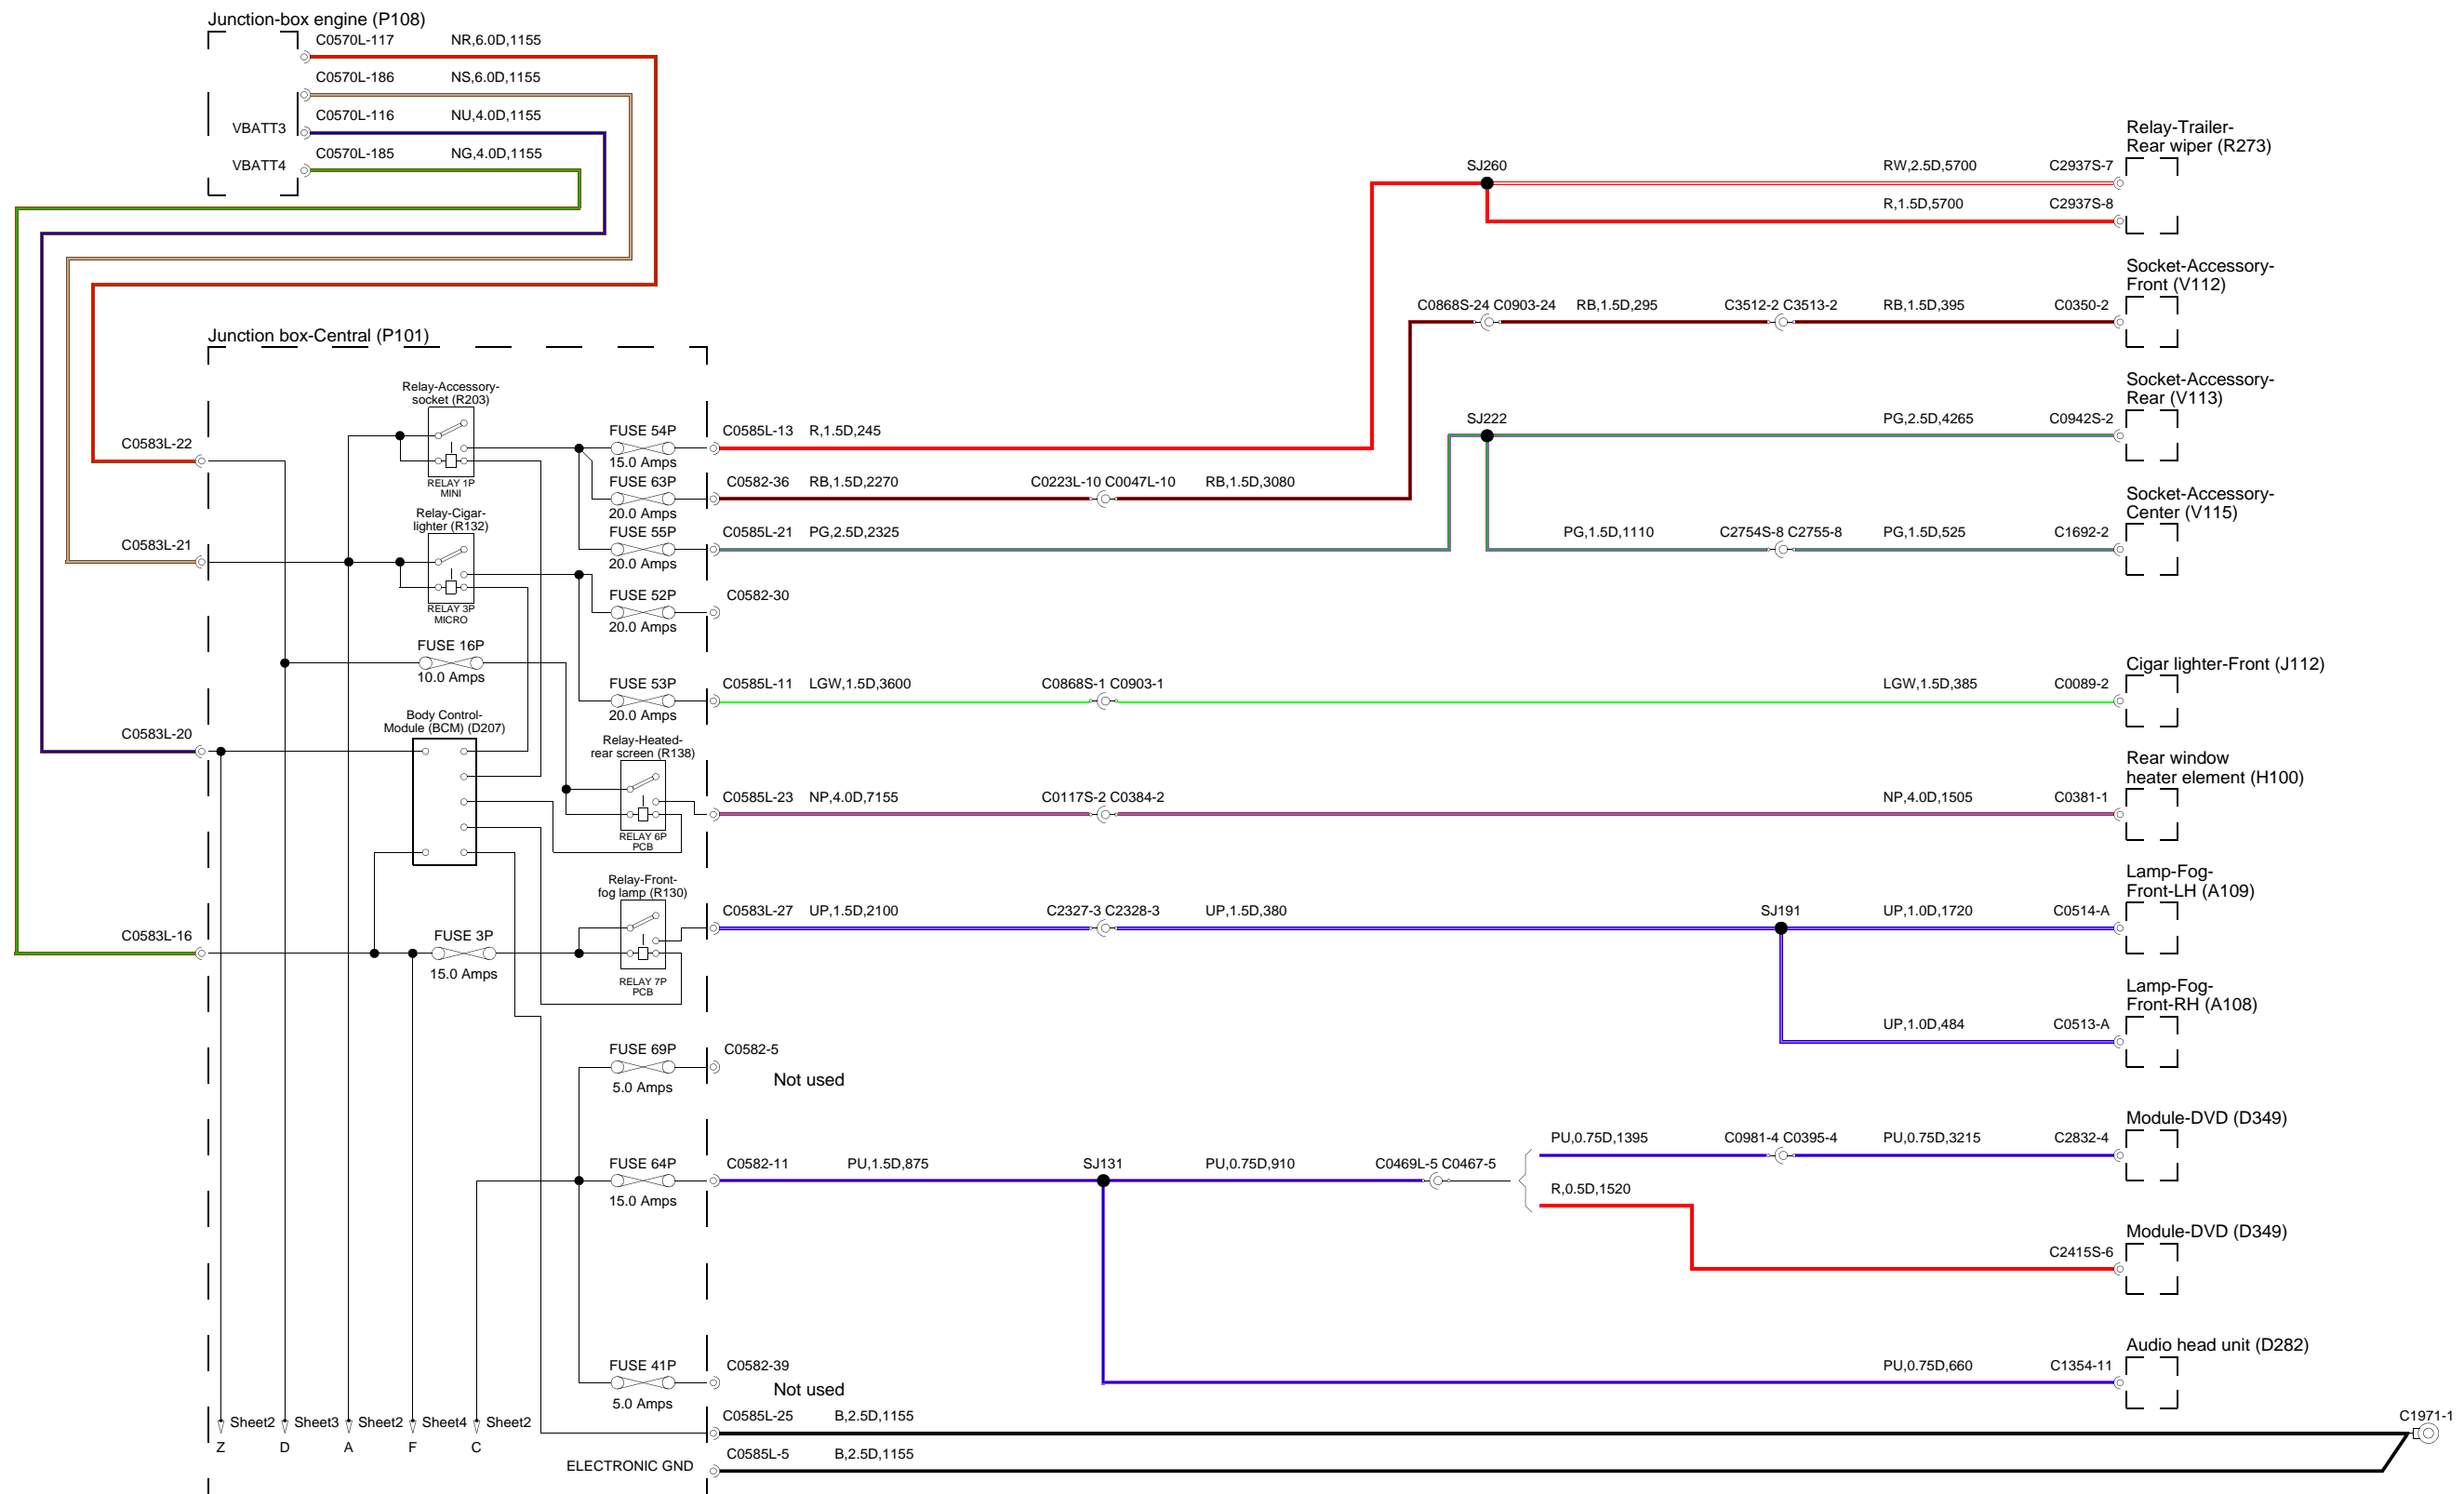 Junction-box engine (P108)
C0570L-117 NR,6.0D,1155
C0570L-186 NS,6.0D,1155
C0570L-116 NU,4.0D,1155
VBATT3
C0570L-185 NG,4.0D,1155
VBATT4
Relay-Trailer-
Rear wiper (R273)
SJ260 RW,2.5D,5700 C2937S-7
R,1.5D,5700 C2937S-8
Socket-Accessory-
Front (V112)
C0868S-24 C0903-24 RB,1.5D,295 C3512-2 C3513-2 RB,1.5D,395 C0350-2
Junction box-Central (P101)
Relay-Accessory-
socket (R203)
RELAY 1P
MINI
Socket-Accessory-
Rear (V113)
C0583L-22
FUSE 54P C0585L-13 R,1.5D,245
15.0 Amps
SJ222 PG,2.5D,4265 C0942S-2
FUSE 63P C0582-36 RB,1.5D,2270 C0223L-10 C0047L-10 RB,1.5D,3080
20.0 Amps
Socket-Accessory-
Center (V115)
Relay-Cigar-
lighter (R132)
RELAY 3P
MICRO
C0583L-21
FUSE 55P C0585L-21 PG,2.5D,2325 PG,1.5D,1110 C2754S-8 C2755-8 PG,1.5D,525 C1692-2
20.0 Amps
FUSE 52P C0582-30
20.0 Amps
FUSE 16P
10.0 Amps
Cigar lighter-Front (J112)
FUSE 53P C0585L-11 LGW,1.5D,3600 C0868S-1 C0903-1 LGW,1.5D,385 C0089-2
20.0 Amps
Body Control-
Module (BCM) (D207)
C0583L-20
Relay-Heated-
rear screen (R138)
RELAY 6P
PCB
Rear window
heater element (H100)
C0585L-23 NP,4.0D,7155 C0117S-2 C0384-2 NP,4.0D,1505 C0381-1
Relay-Front-
fog lamp (R130)
RELAY 7P
PCB
Lamp-Fog-
Front-LH (A109)
C0583L-27 UP,1.5D,2100 C2327-3 C2328-3 UP,1.5D,380 SJ191 UP,1.0D,1720 C0514-A
C0583L-16
FUSE 3P
15.0 Amps
Lamp-Fog-
Front-RH (A108)
UP,1.0D,484 C0513-A
FUSE 69P C0582-5
5.0 Amps
Not used
Module-DVD (D349)
PU,0.75D,1395 C0981-4 C0395-4 PU,0.75D,3215 C2832-4
FUSE 64P C0582-11 PU,1.5D,875 SJ131 PU,0.75D,910 C0469L-5 C0467-5
15.0 Amps
R,0.5D,1520
Module-DVD (D349)
C2415S-6
Audio head unit (D282)
FUSE 41P C0582-39
5.0 Amps
Not used
PU,0.75D,660 C1354-11
C0585L-25 B,2.5D,1155 C1971-1
Sheet2 Sheet3 Sheet2 Sheet4 Sheet2
Z D A F C
C0585L-5 B,2.5D,1155
ELECTRONIC GND